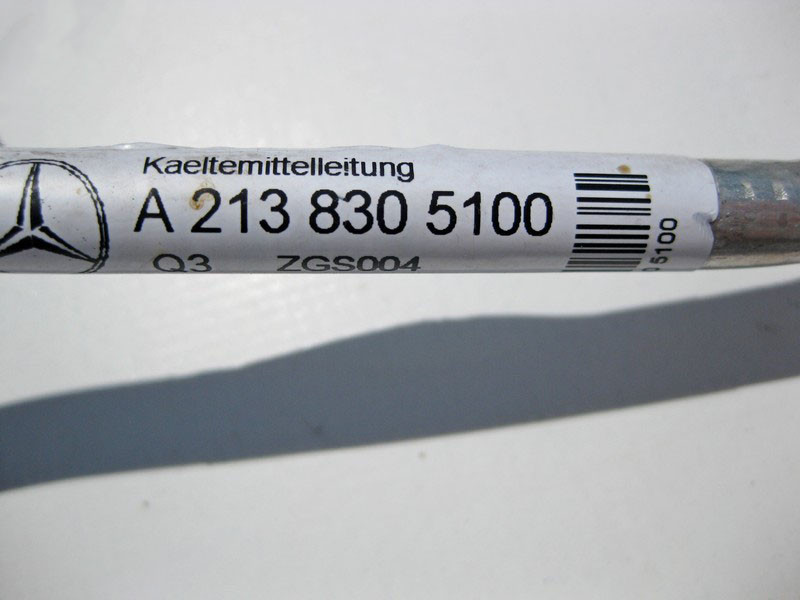 Kaeltemittelleitung
A 213 830 5100
Q3 ZGS004
5100